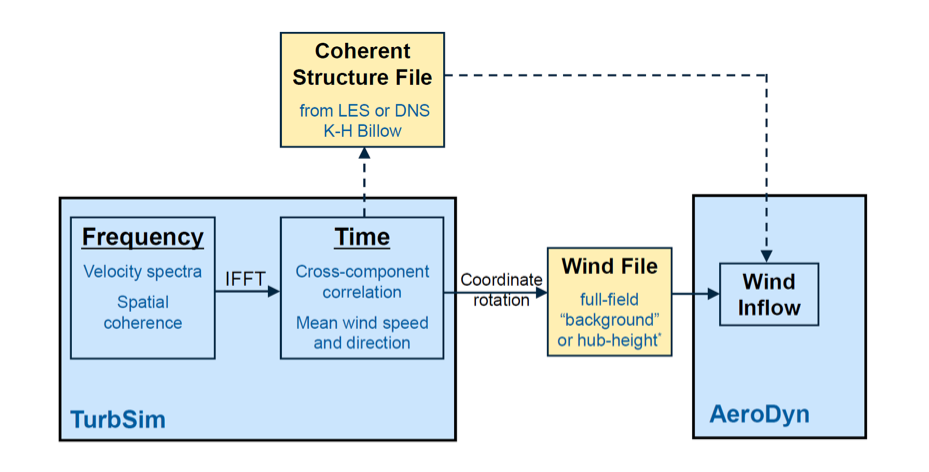 Coherent
Structure File
from LES or DNS
K-H Billow
Frequency
Velocity spectra
Spatial
coherence
IFFT
Time
Cross-component
correlation
Mean wind speed
and direction
Coordinate
rotation
Wind File
full-field
“background”
or hub-height*
Wind
Inflow
TurbSim
AeroDyn